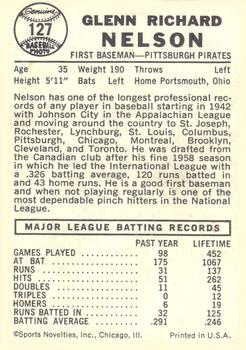 Genuine
127
BASEBALL
PHOTO
GLENN RICHARD
NELSON
FIRST BASEMAN—PITTSBURGH PIRATES
Age 35 Weight 190 Throws Left
Height 5'11" Bats Left Home Portsmouth, Ohio
Nelson has one of the longest professional records
of any player in baseball starting in 1942
with Johnson City in the Appalachian League
and moving around the country to St. Joseph,
Rochester, Lynchburg, St. Louis, Columbus,
Pittsburgh, Chicago, Montreal, Brooklyn,
Cleveland, and Toronto. He was drafted from
the Canadian club after his fine 1958 season
in which he led the International League with
a .326 batting average, 120 runs batted in
and 43 home runs. He is a good first baseman
and when not playing regularly is one of the
most dependable pinch hitters in the National
League.
MAJOR LEAGUE BATTING RECORDS
PAST YEAR LIFETIME
GAMES PLAYED 98 452
AT BAT 175 1067
RUNS 31 137
HITS 51 262
DOUBLES 11 45
TRIPLES 0 12
HOMERS 6 19
RUNS BATTED IN 32 125
BATTING AVERAGE .291 .246
©Sports Novelties, Inc., Chicago, Ill. Printed in U.S.A.